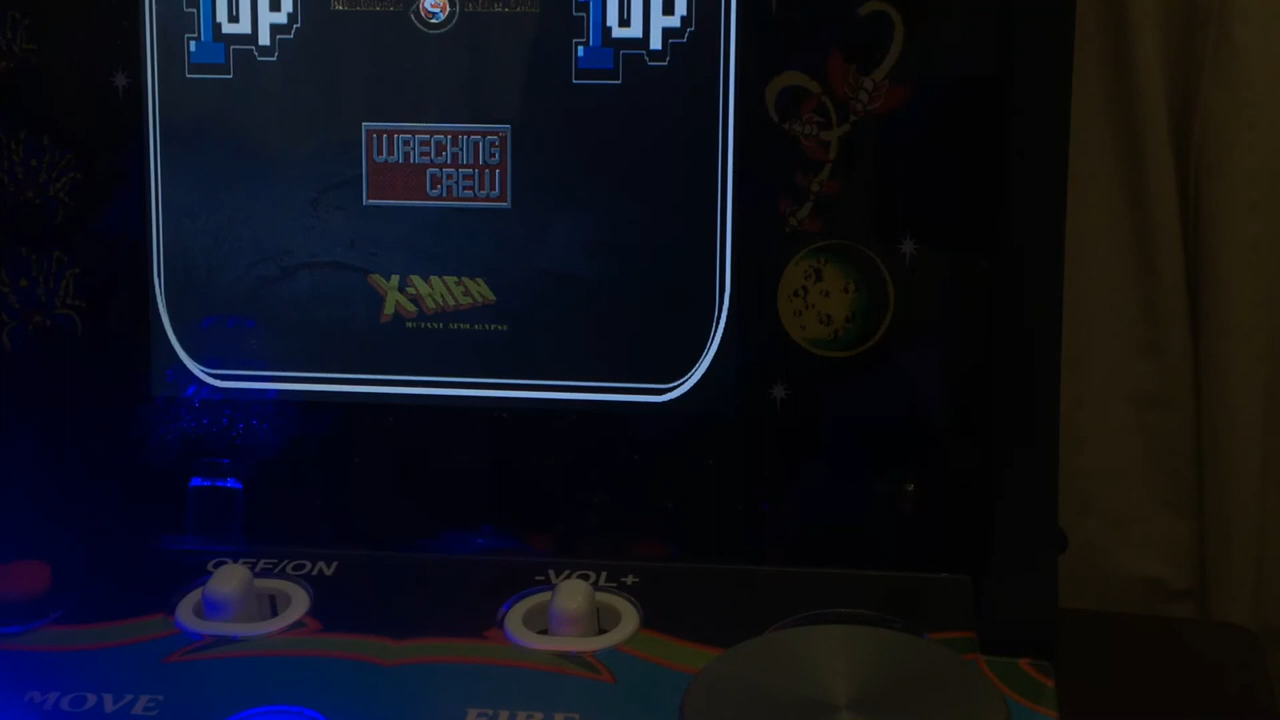 1UP 1UP
WRECKING
CREW
X-MEN
MUTANT APOCALYPSE
OFF/ON -VOL+
MOVE FIRE